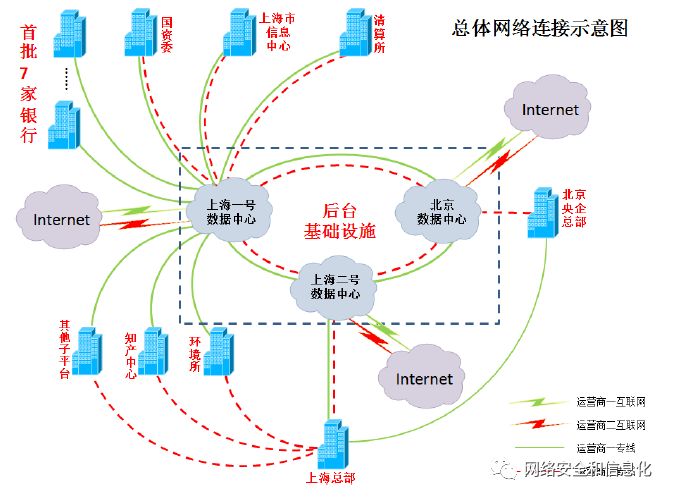 总体网络连接示意图
首批7家银行
国资委
上海市
信息
中心
清算所
Internet
Internet
上海一号
数据中心
后台
基础设施
北京
数据中心
北京
央企
总部
上海二号
数据中心
Internet
其他子平台
知产中心
环境所
上海总部
运营商一互联网
运营商二互联网
运营商一专线
网络安全和信息化